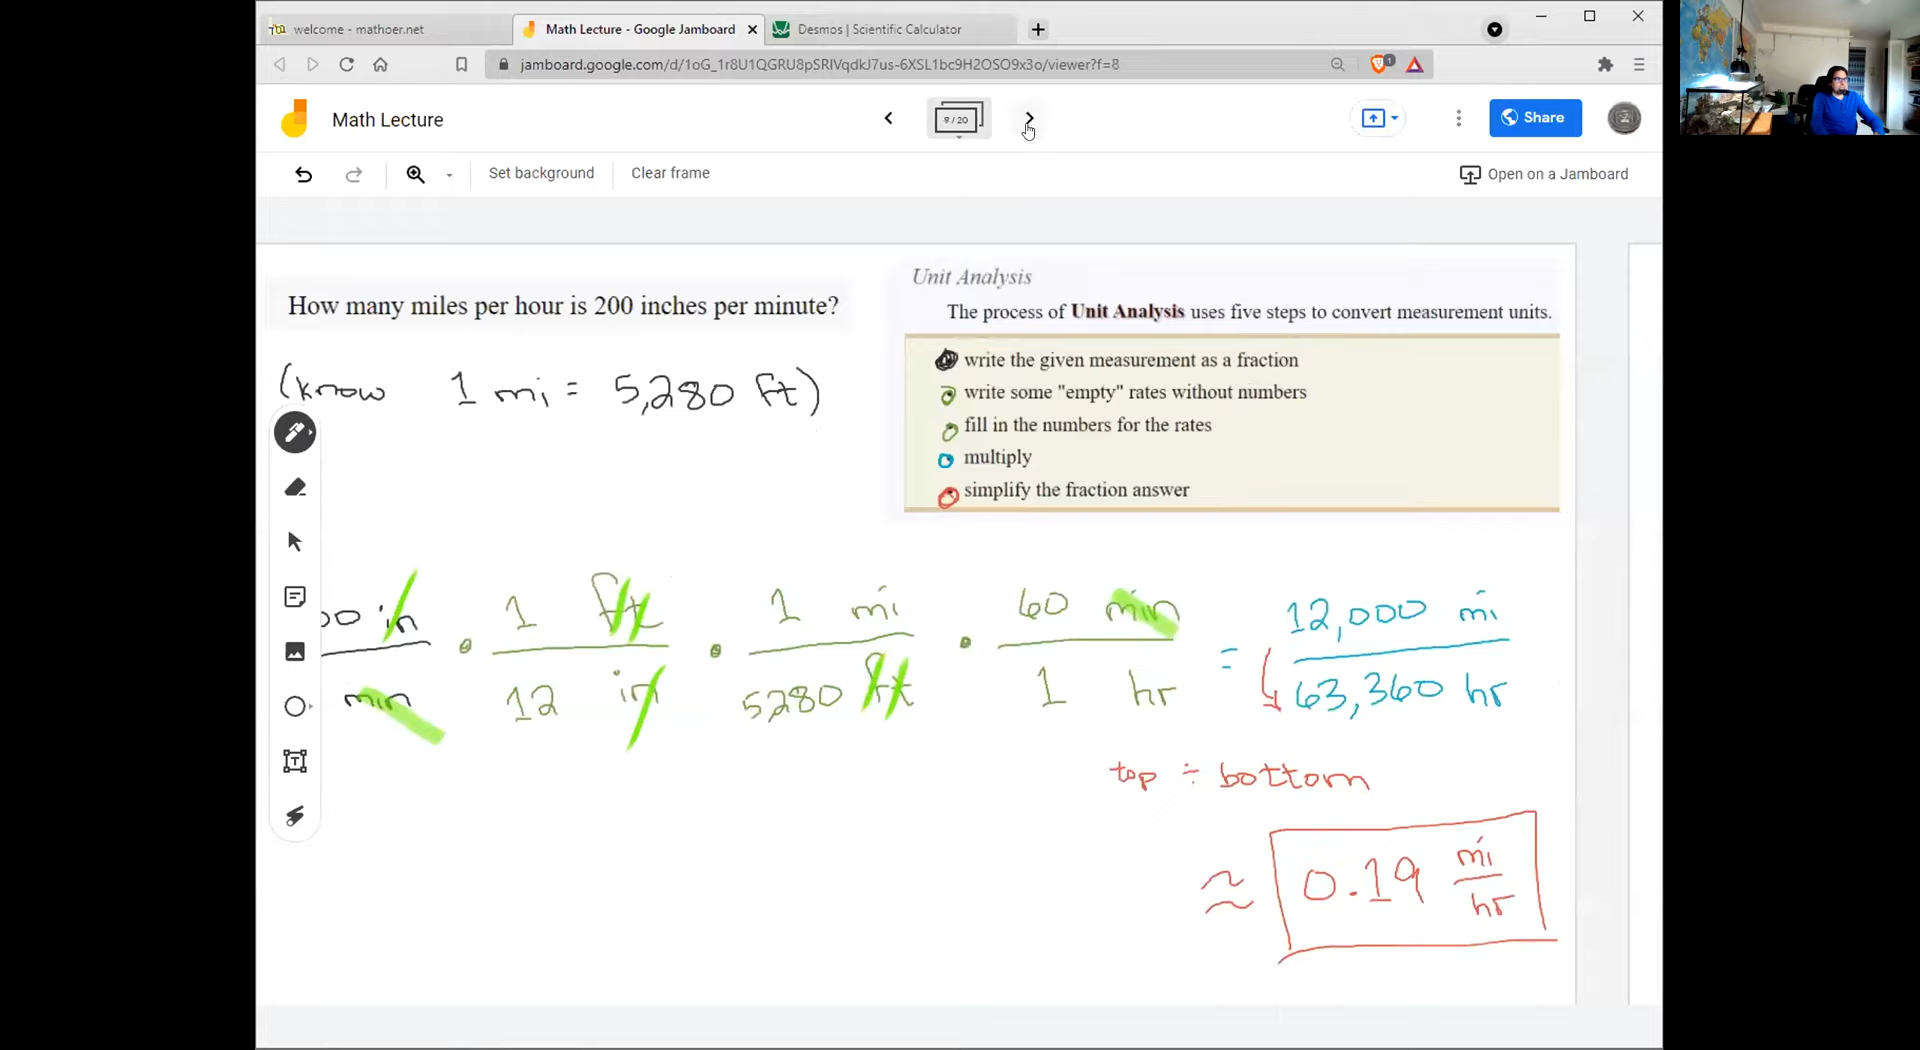 welcome - mathoer.net
Math Lecture - Google Jamboard
Desmos | Scientific Calculator
jamboard.google.com/d/1oG_1r8U1QGRU8pSRIVqdkJ7us-6XSL1bc9H2OSO9x3o/viewer?f=8
Math Lecture
9 / 20
Share
Set background
Clear frame
Open on a Jamboard
How many miles per hour is 200 inches per minute?
(know 1 mi = 5,280 ft)
Unit Analysis
The process of Unit Analysis uses five steps to convert measurement units.
write the given measurement as a fraction
write some "empty" rates without numbers
fill in the numbers for the rates
multiply
simplify the fraction answer
00 in · 1 ft · 1 mi · 60 min = 12,000 mi
min 12 in 5280 ft 1 hr 63,360 hr
top ÷ bottom
≈ 0.19 mi
hr